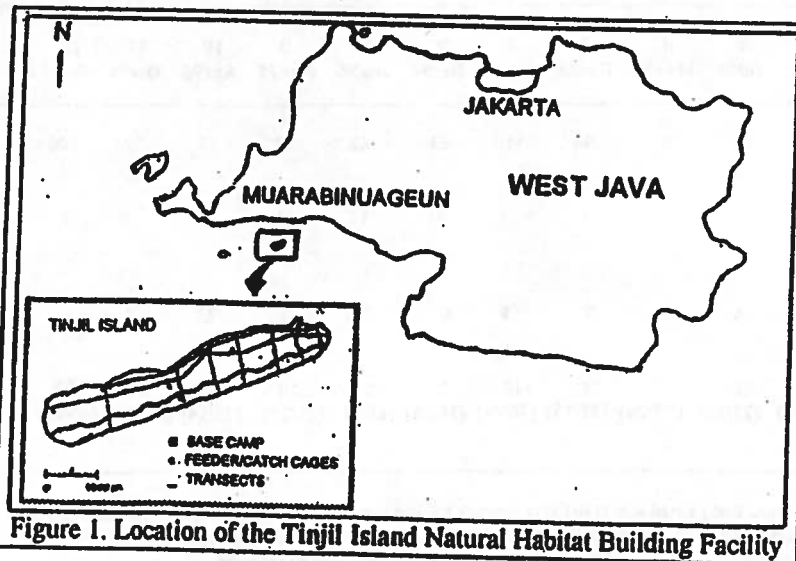 N
JAKARTA
MUARABINUAGEUN
WEST JAVA
TINJIL ISLAND
BASE CAMP
FEEDER/CATCH CAGES
TRANSECTS
0
Figure 1. Location of the Tinjil Island Natural Habitat Building Facility